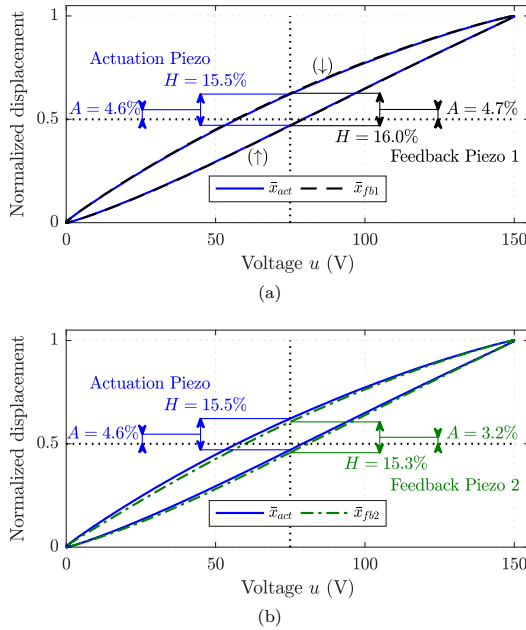 1
Actuation Piezo
(↓)
H = 15.5%
A = 4.6%
A = 4.7%
0.5
H = 16.0%
(↑)
Feedback Piezo 1
x̄act x̄fb1
0
0 50 100 150
Normalized displacement
Voltage u (V)
(a)
1
Actuation Piezo
H = 15.5%
A = 4.6%
A = 3.2%
0.5
H = 15.3%
Feedback Piezo 2
x̄act x̄fb2
0
0 50 100 150
Normalized displacement
Voltage u (V)
(b)